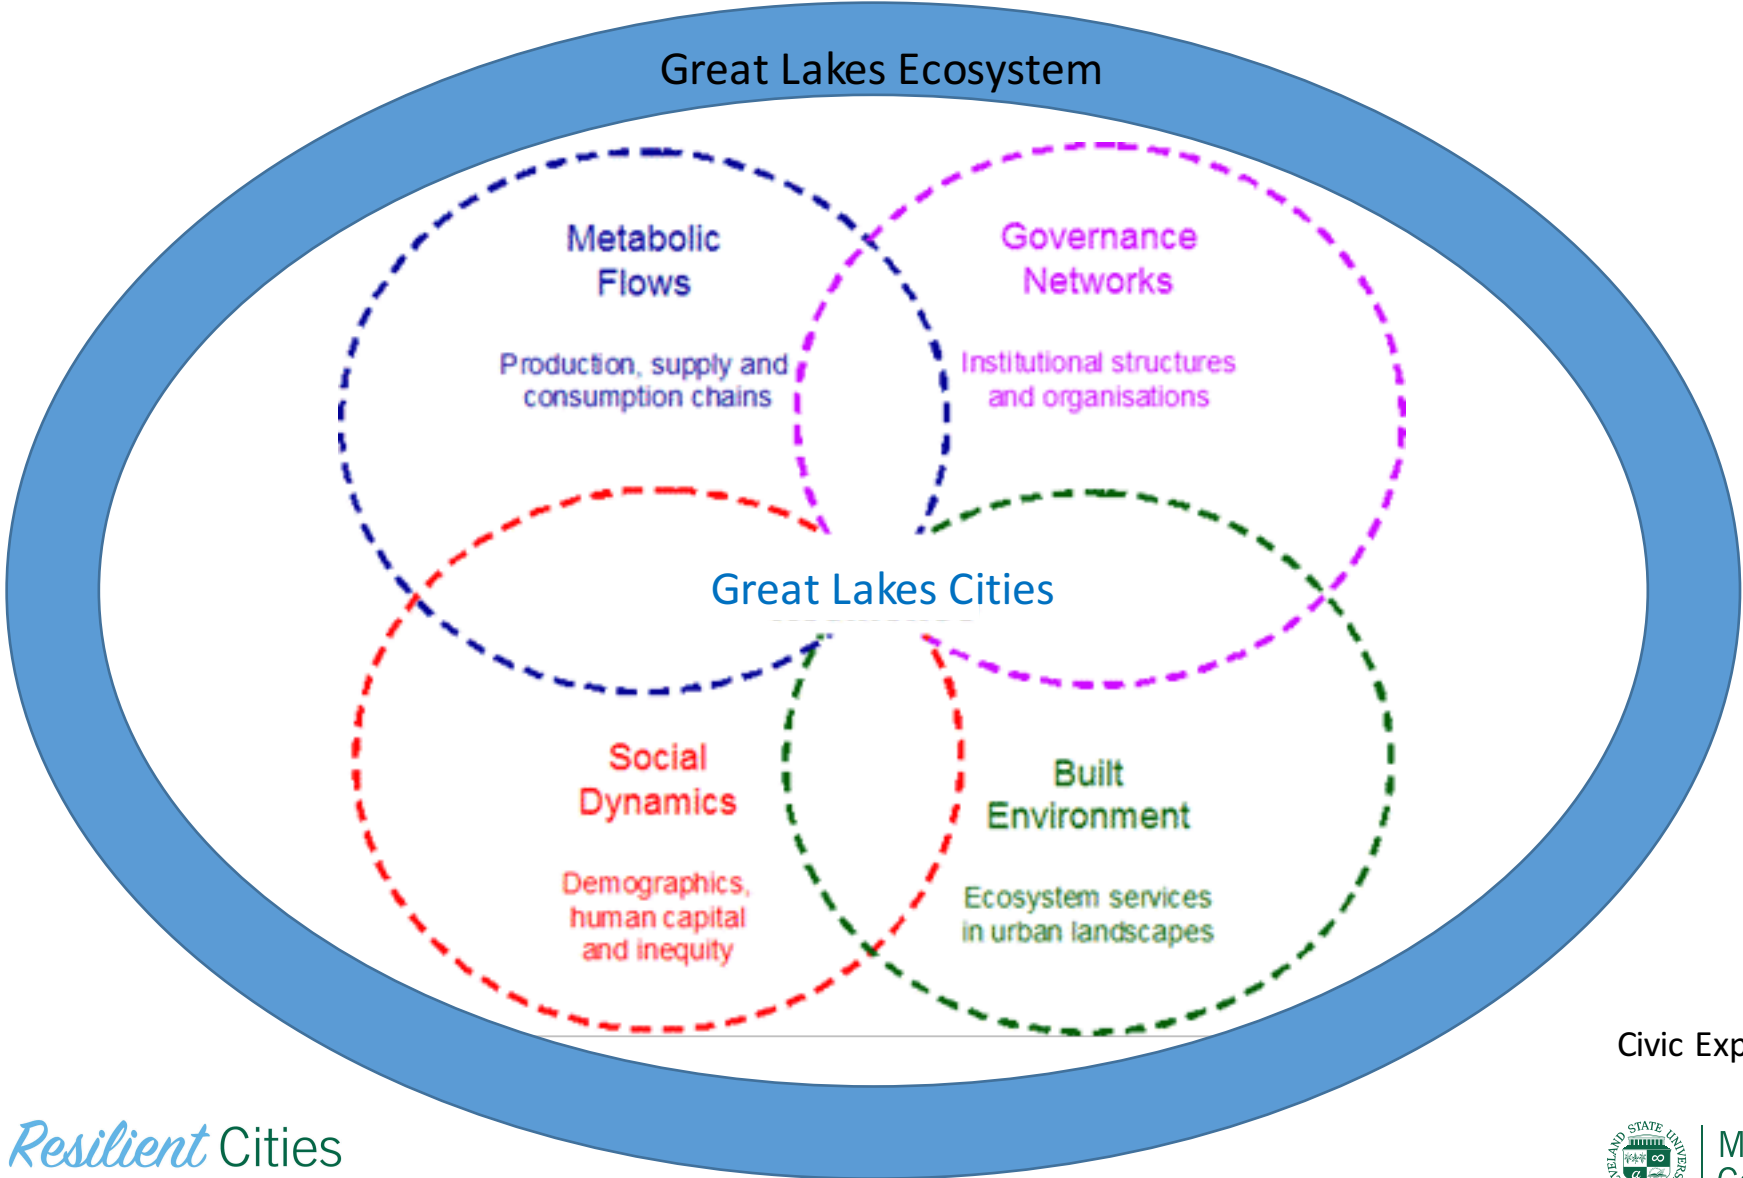 Great Lakes Ecosystem
Metabolic
Flows
Production, supply and
consumption chains
Governance
Networks
Institutional structures
and organisations
Great Lakes Cities
Social
Dynamics
Demographics,
human capital
and inequity
Built
Environment
Ecosystem services
in urban landscapes
Civic Exp
Resilient Cities
STATE
M